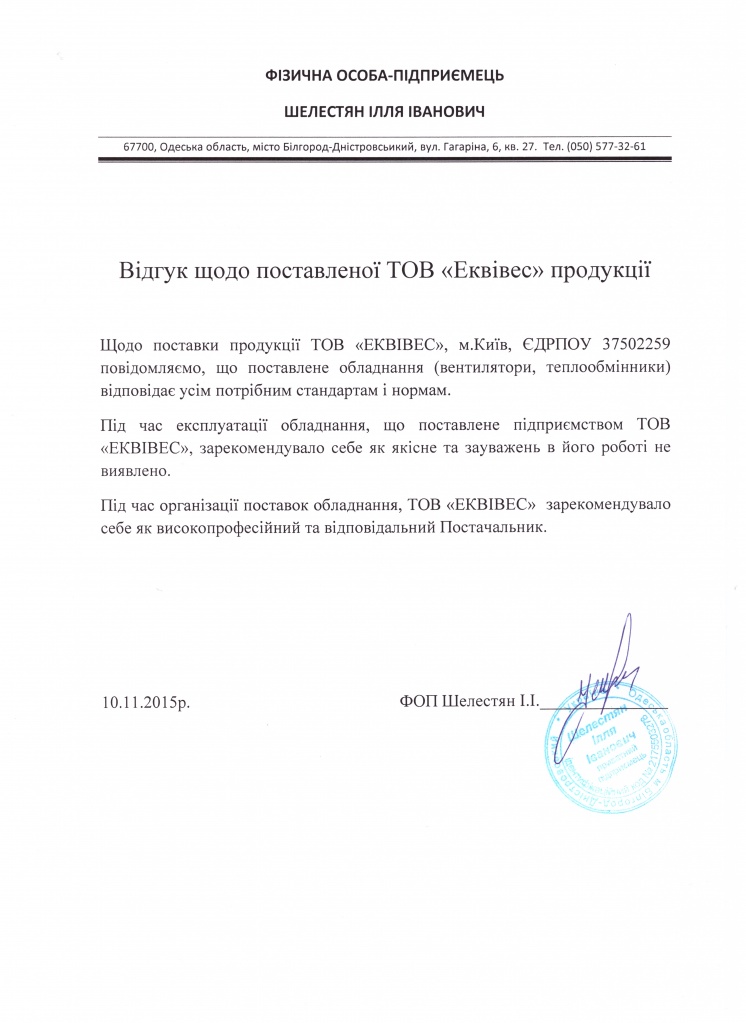 ФІЗИЧНА ОСОБА-ПІДПРИЄМЕЦЬ
ШЕЛЕСТЯН ІЛЛЯ ІВАНОВИЧ
67700, Одеська область, місто Білгород-Дністровсьикий, вул. Гагаріна, 6, кв. 27. Тел. (050) 577-32-61
Відгук щодо поставленої ТОВ «Еквівес» продукції
Щодо поставки продукції ТОВ «ЕКВІВЕС», м.Київ, ЄДРПОУ 37502259
повідомляємо, що поставлене обладнання (вентилятори, теплообмінники)
відповідає усім потрібним стандартам і нормам.
Під час експлуатації обладнання, що поставлене підприємством ТОВ
«ЕКВІВЕС», зарекомендувало себе як якісне та зауважень в його роботі не
виявлено.
Під час організації поставок обладнання, ТОВ «ЕКВІВЕС» зарекомендувало
себе як високопрофесійний та відповідальний Постачальник.
10.11.2015р.
ФОП Шелестян І.І.
Одеська область м. Білгород-Дністровський
Шелестян
Ілля
Іванович